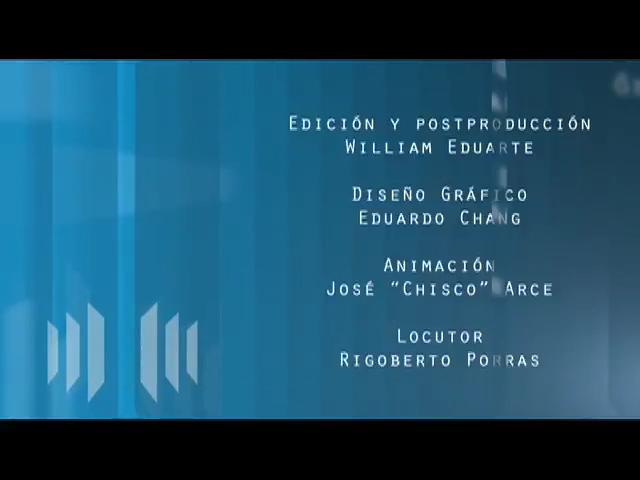 Edición y postproducción
William Eduarte
Diseño Gráfico
Eduardo Chang
Animación
José “Chisco” Arce
Locutor
Rigoberto Porras